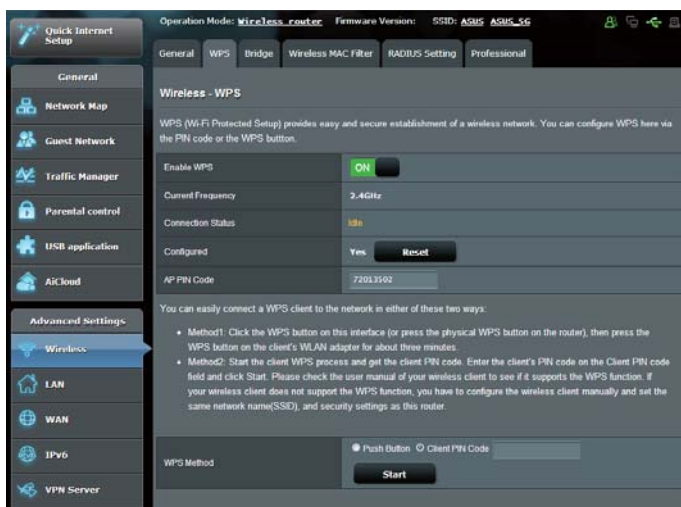 Quick Internet
Setup
Operation Mode: Wireless router Firmware Version: SSID: ASUS ASUS_5G
General WPS Bridge Wireless MAC Filter RADIUS Setting Professional
General
Network Map
Guest Network
Traffic Manager
Parental control
USB application
AiCloud
Advanced Settings
Wireless
LAN
WAN
IPv6
VPN Server
Wireless - WPS
WPS (Wi-Fi Protected Setup) provides easy and secure establishment of a wireless network. You can configure WPS here via
the PIN code or the WPS buttton.
Enable WPS ON
Current Frequency 2.4GHz
Connection Status Idle
Configured Yes Reset
AP PIN Code 72013502
You can easily connect a WPS client to the network in either of these two ways:
• Method1: Click the WPS button on this interface (or press the physical WPS button on the router), then press the
WPS button on the client's WLAN adapter for about three minutes.
• Method2: Start the client WPS process and get the client PIN code. Enter the client's PIN code on the Client PIN code
field and click Start. Please check the user manual of your wireless client to see if it supports the WPS function. If
your wireless client does not support the WPS function, you have to configure the wireless client manually and set the
same network name(SSID), and security settings as this router.
WPS Method Push Button Client PIN Code
Start